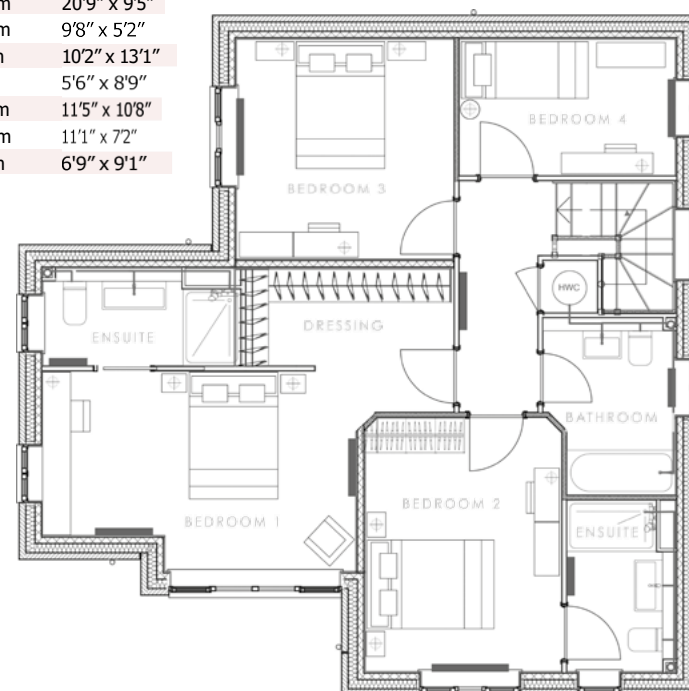 m 20'9" x 9'5"
m 9'8" x 5'2"
m 10'2" x 13'1"
5'6" x 8'9"
m 11'5" x 10'8"
m 11'1" x 7'2"
m 6'9" x 9'1"
BEDROOM 4
BEDROOM 3
HWC
DRESSING
ENSUITE
BATHROOM
BEDROOM 2
BEDROOM 1
ENSUITE